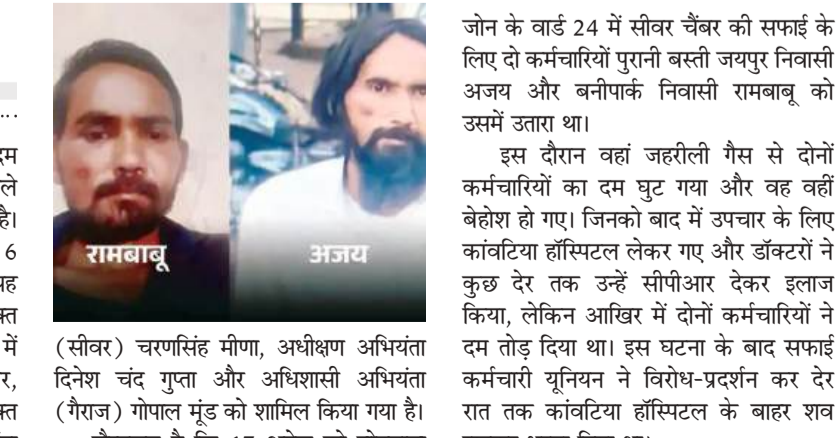 ...
दम
ले
है।
6
यह
क्त
में
र,
क्त
रामबाबू
अजय
(सीवर) चरणसिंह मीणा, अधीक्षण अभियंता
दिनेश चंद गुप्ता और अधिशासी अभियंता
(गैराज) गोपाल मूंड को शामिल किया गया है।
जोन के वार्ड 24 में सीवर चैंबर की सफाई के
लिए दो कर्मचारियों पुरानी बस्ती जयपुर निवासी
अजय और बनीपार्क निवासी रामबाबू को
उसमें उतारा था।
इस दौरान वहां जहरीली गैस से दोनों
कर्मचारियों का दम घुट गया और वह वहीं
बेहोश हो गए। जिनको बाद में उपचार के लिए
कांवटिया हॉस्पिटल लेकर गए और डॉक्टरों ने
कुछ देर तक उन्हें सीपीआर देकर इलाज
किया, लेकिन आखिर में दोनों कर्मचारियों ने
दम तोड़ दिया था। इस घटना के बाद सफाई
कर्मचारी यूनियन ने विरोध-प्रदर्शन कर देर
रात तक कांवटिया हॉस्पिटल के बाहर शव